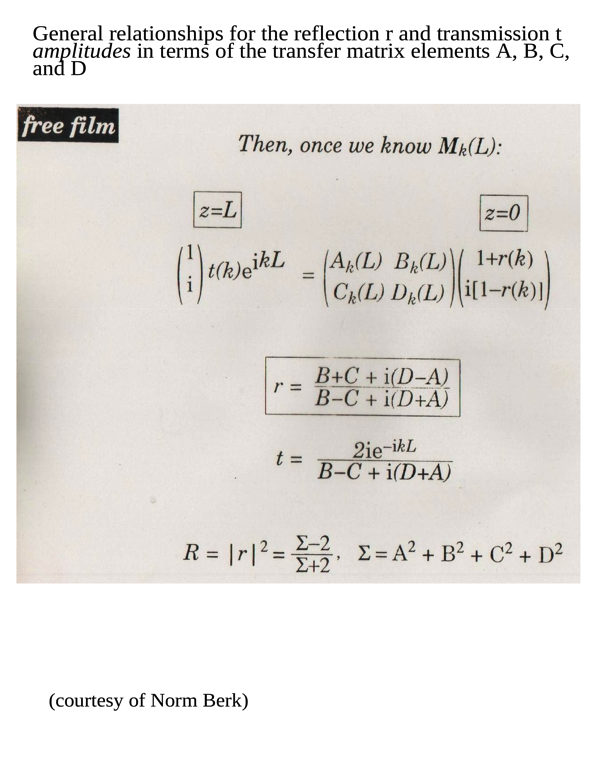 General relationships for the reflection r and transmission t
amplitudes in terms of the transfer matrix elements A, B, C,
and D
free film
Then, once we know Mₖ(L):
z=L
z=0
(1 i) t(k)e^ikL = (Aₖ(L) Bₖ(L) Cₖ(L) Dₖ(L)) (1+r(k) i[1−r(k)])
r = B+C + i(D−A) / B−C + i(D+A)
t = 2ie^−ikL / B−C + i(D+A)
R = |r|² = Σ−2 / Σ+2, Σ = A² + B² + C² + D²
(courtesy of Norm Berk)